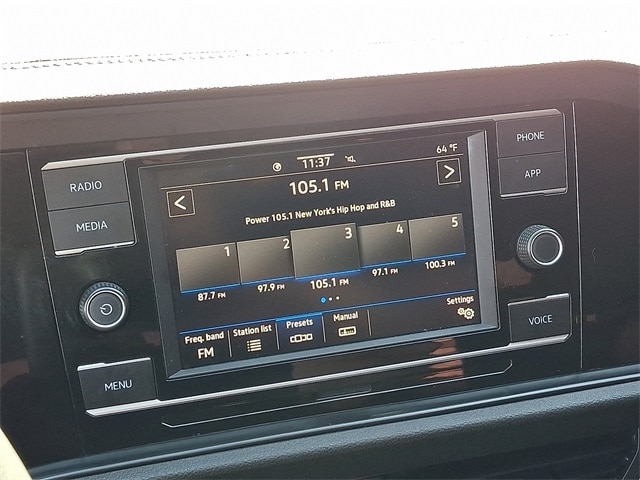 PHONE
11:37
64 °F
RADIO
105.1 FM
APP
MEDIA
Power 105.1 New York's Hip Hop and R&B
1 2 3 4 5
87.7 FM 97.9 FM 105.1 FM 97.1 FM 100.3 FM
Freq. band Station list Presets Manual Settings
FM
VOICE
MENU